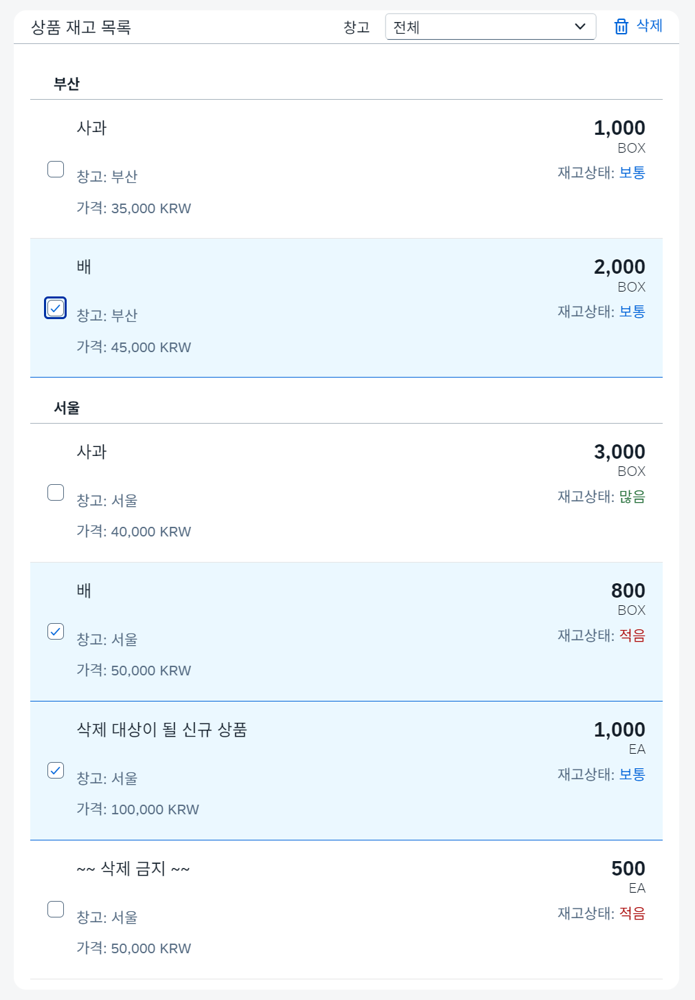 상품 재고 목록 창고 전체 삭제
부산
사과 1,000
BOX
창고: 부산 재고상태: 보통
가격: 35,000 KRW
배 2,000
BOX
창고: 부산 재고상태: 보통
가격: 45,000 KRW
서울
사과 3,000
BOX
창고: 서울 재고상태: 많음
가격: 40,000 KRW
배 800
BOX
창고: 서울 재고상태: 적음
가격: 50,000 KRW
삭제 대상이 될 신규 상품 1,000
EA
창고: 서울 재고상태: 보통
가격: 100,000 KRW
~~ 삭제 금지 ~~ 500
EA
창고: 서울 재고상태: 적음
가격: 50,000 KRW